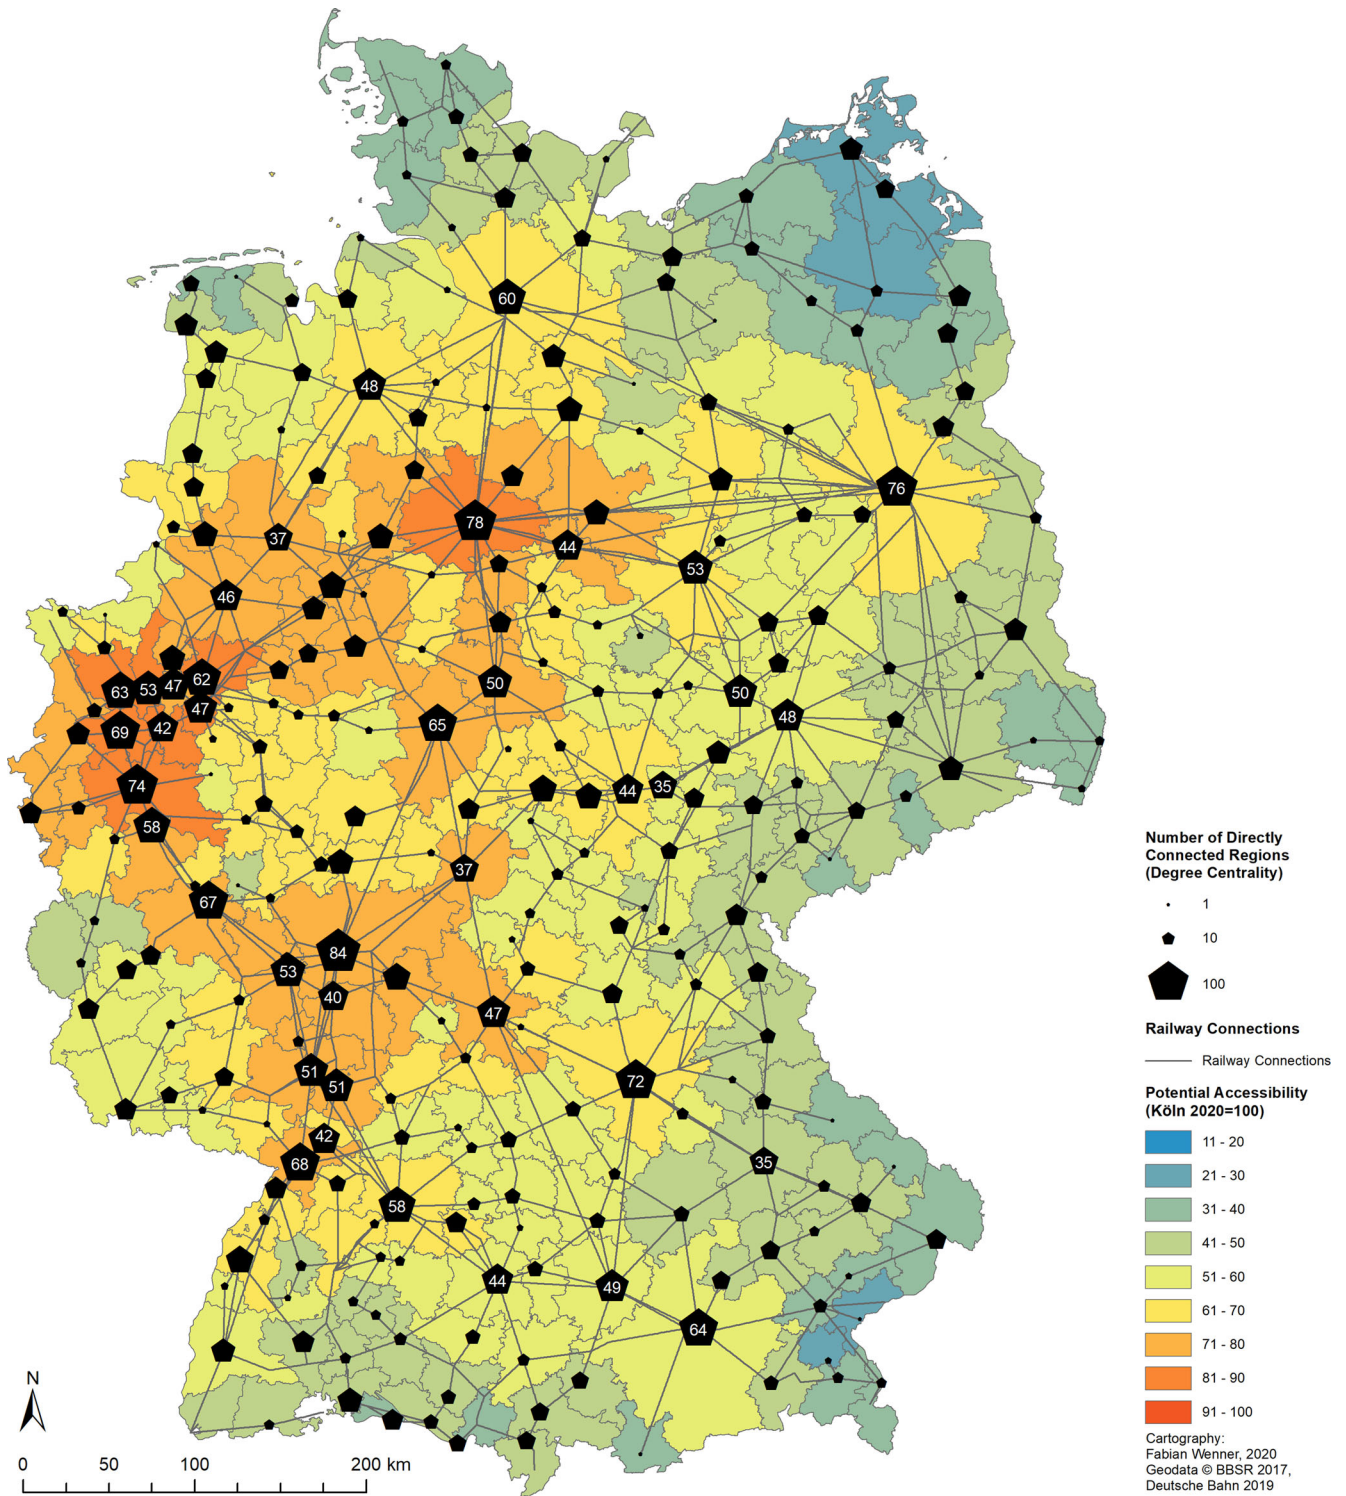 60
48
76
78
37
44
53
46
62
63
53
47
50
50
47
48
65
69
42
74
44
35
58
37
67
84
53
40
47
51
72
51
42
68
35
58
44
49
64
N
0 50 100 200 km
Number of Directly
Connected Regions
(Degree Centrality)
1
10
100
Railway Connections
Railway Connections
Potential Accessibility
(Köln 2020=100)
11 - 20
21 - 30
31 - 40
41 - 50
51 - 60
61 - 70
71 - 80
81 - 90
91 - 100
Cartography:
Fabian Wenner, 2020
Geodata © BBSR 2017,
Deutsche Bahn 2019